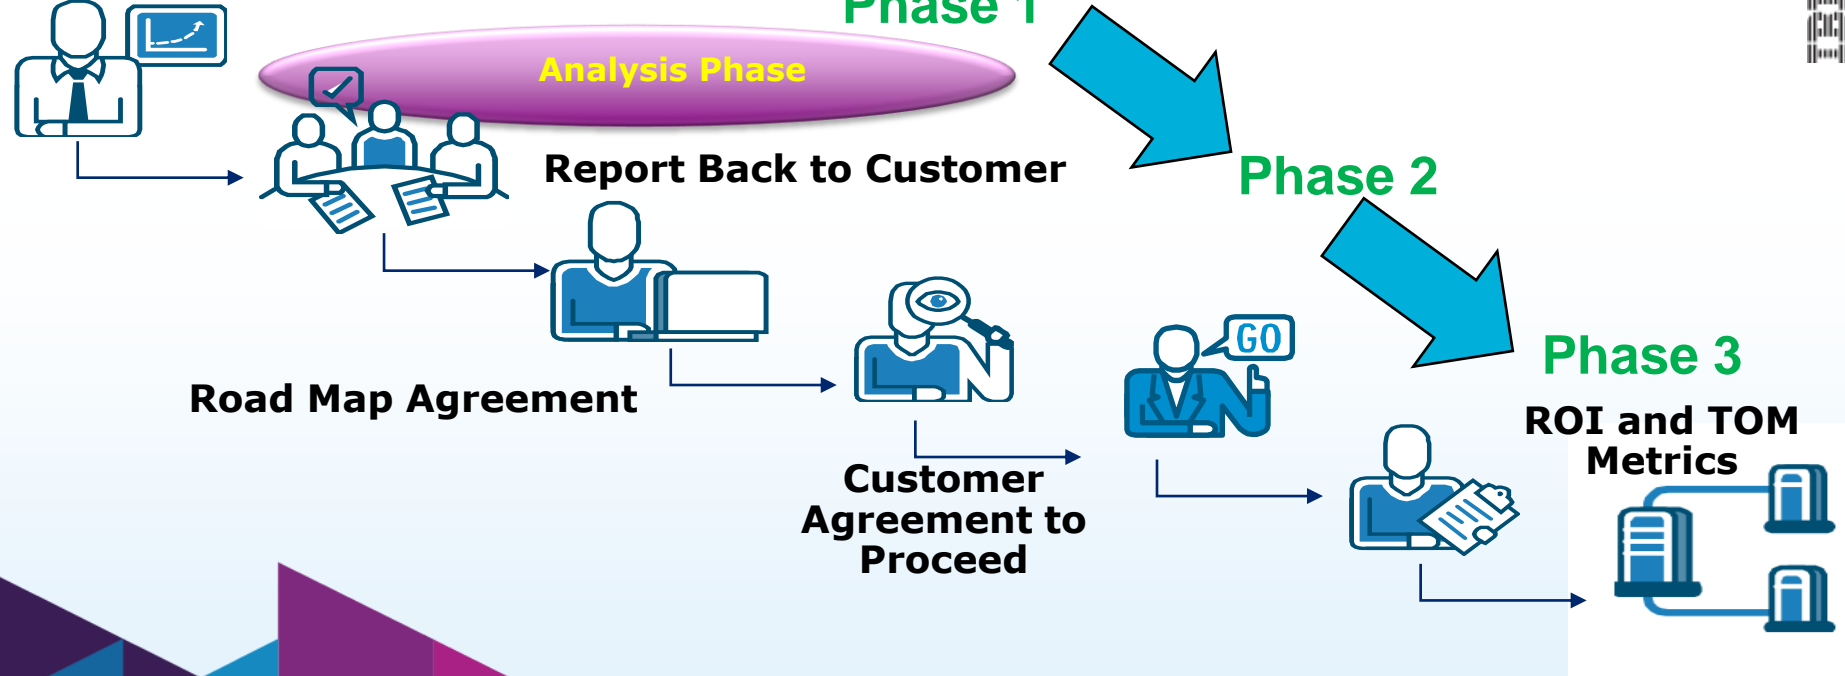 Phase 1
Analysis Phase
Report Back to Customer
Phase 2
GO
Phase 3
Road Map Agreement
ROI and TOM
Metrics
Customer
Agreement to
Proceed